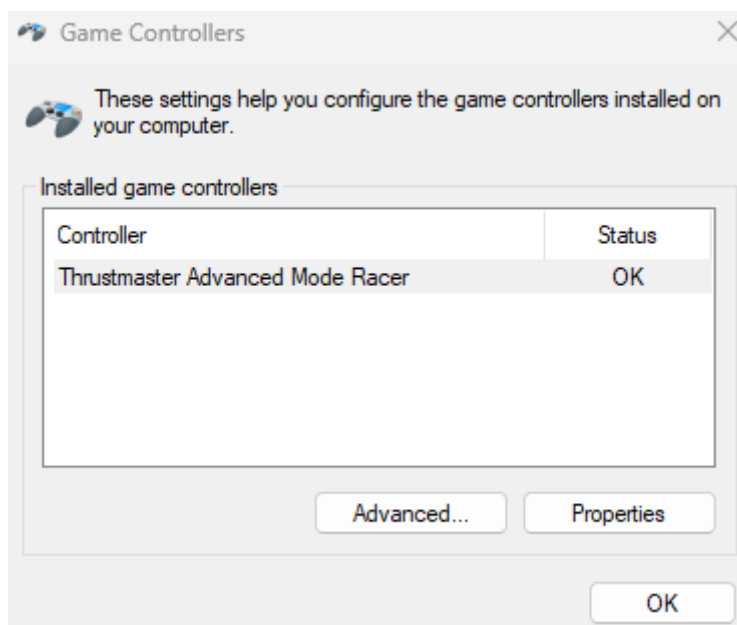 Game Controllers
These settings help you configure the game controllers installed on
your computer.
Installed game controllers
Controller Status
Thrustmaster Advanced Mode Racer OK
Advanced... Properties
OK